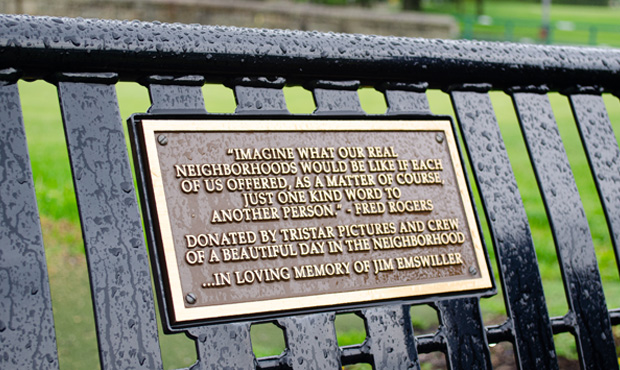 "IMAGINE WHAT OUR REAL
NEIGHBORHOODS WOULD BE LIKE IF EACH
OF US OFFERED, AS A MATTER OF COURSE,
JUST ONE KIND WORD TO
ANOTHER PERSON." - FRED ROGERS
DONATED BY TRISTAR PICTURES AND CREW
OF A BEAUTIFUL DAY IN THE NEIGHBORHOOD
...IN LOVING MEMORY OF JIM EMSWILLER